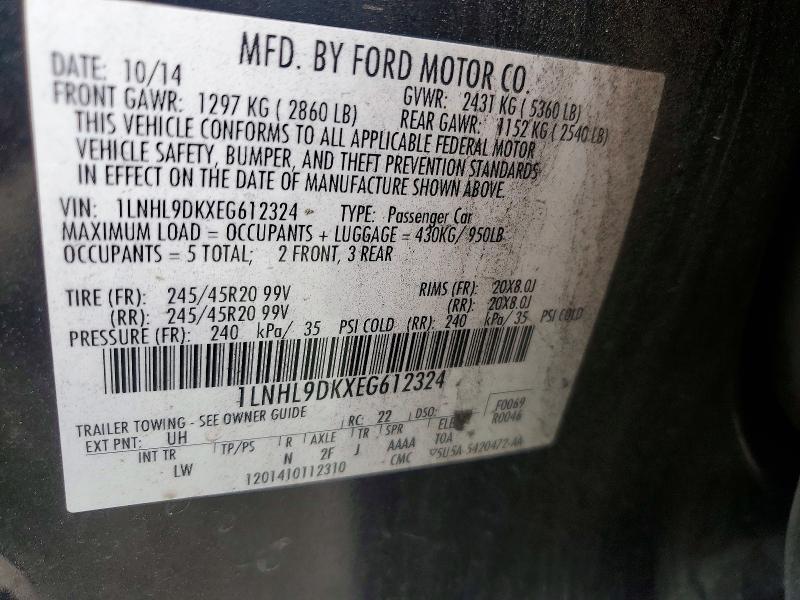 MFD. BY FORD MOTOR CO.
DATE: 10/14 GVWR: 2431 KG ( 5360 LB)
FRONT GAWR: 1297 KG ( 2860 LB) REAR GAWR: 1152 KG ( 2540 LB)
THIS VEHICLE CONFORMS TO ALL APPLICABLE FEDERAL MOTOR
VEHICLE SAFETY, BUMPER, AND THEFT PREVENTION STANDARDS
IN EFFECT ON THE DATE OF MANUFACTURE SHOWN ABOVE.
VIN: 1LNHL9DKXEG612324 TYPE: Passenger Car
MAXIMUM LOAD = OCCUPANTS + LUGGAGE = 430KG/ 950LB
OCCUPANTS = 5 TOTAL; 2 FRONT, 3 REAR
TIRE (FR): 245/45R20 99V RIMS (FR): 20X8.0J
(RR): 245/45R20 99V (RR): 20X8.0J
PRESSURE (FR): 240 kPa/ 35 PSI COLD (RR): 240 kPa/ 35 PSI COLD
1LNHL9DKXEG612324
TRAILER TOWING - SEE OWNER GUIDE F0069
EXT PNT: UH RC: 22 DSO: R0046
INT TR TP/PS R AXLE TR SPR
LW N 2F J AAAA TOA
1201410112310 CMC 5U5A-5420472-AA